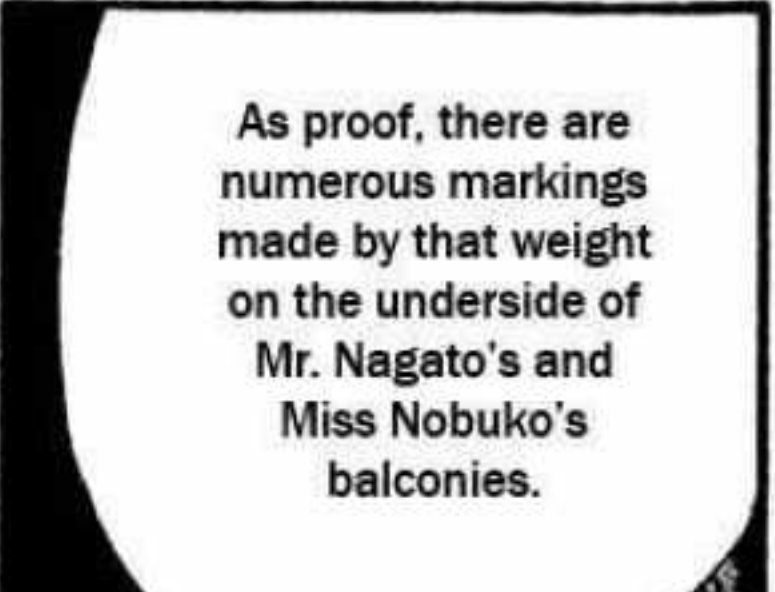 As proof, there are
numerous markings
made by that weight
on the underside of
Mr. Nagato's and
Miss Nobuko's
balconies.